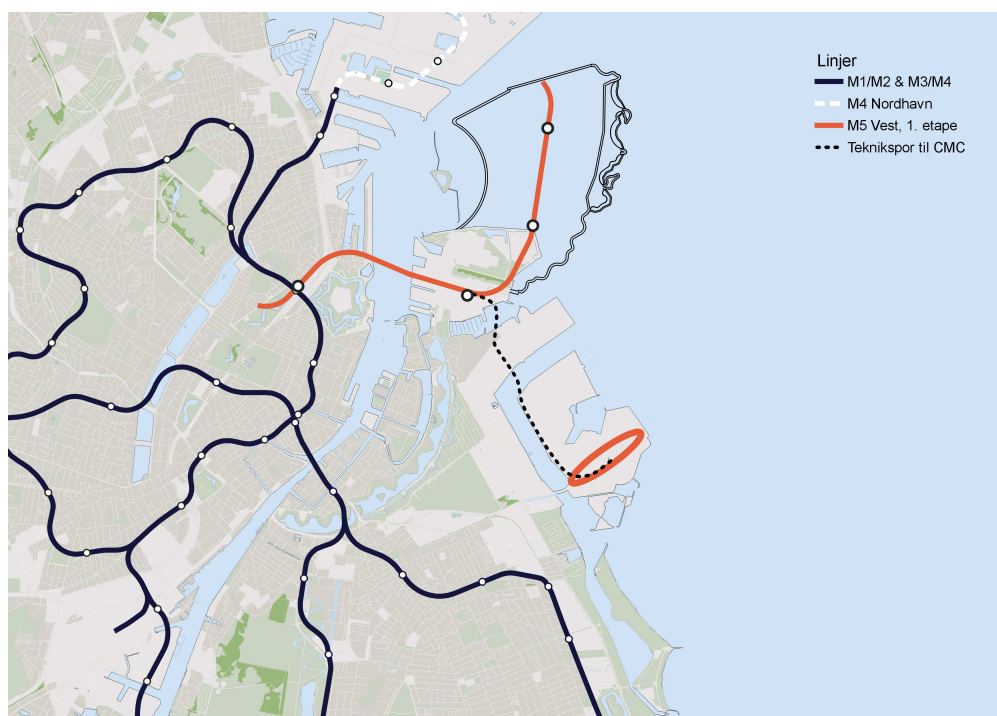 Linjer
M1/M2 & M3/M4
M4 Nordhavn
M5 Vest, 1. etape
Teknikspor til CMC